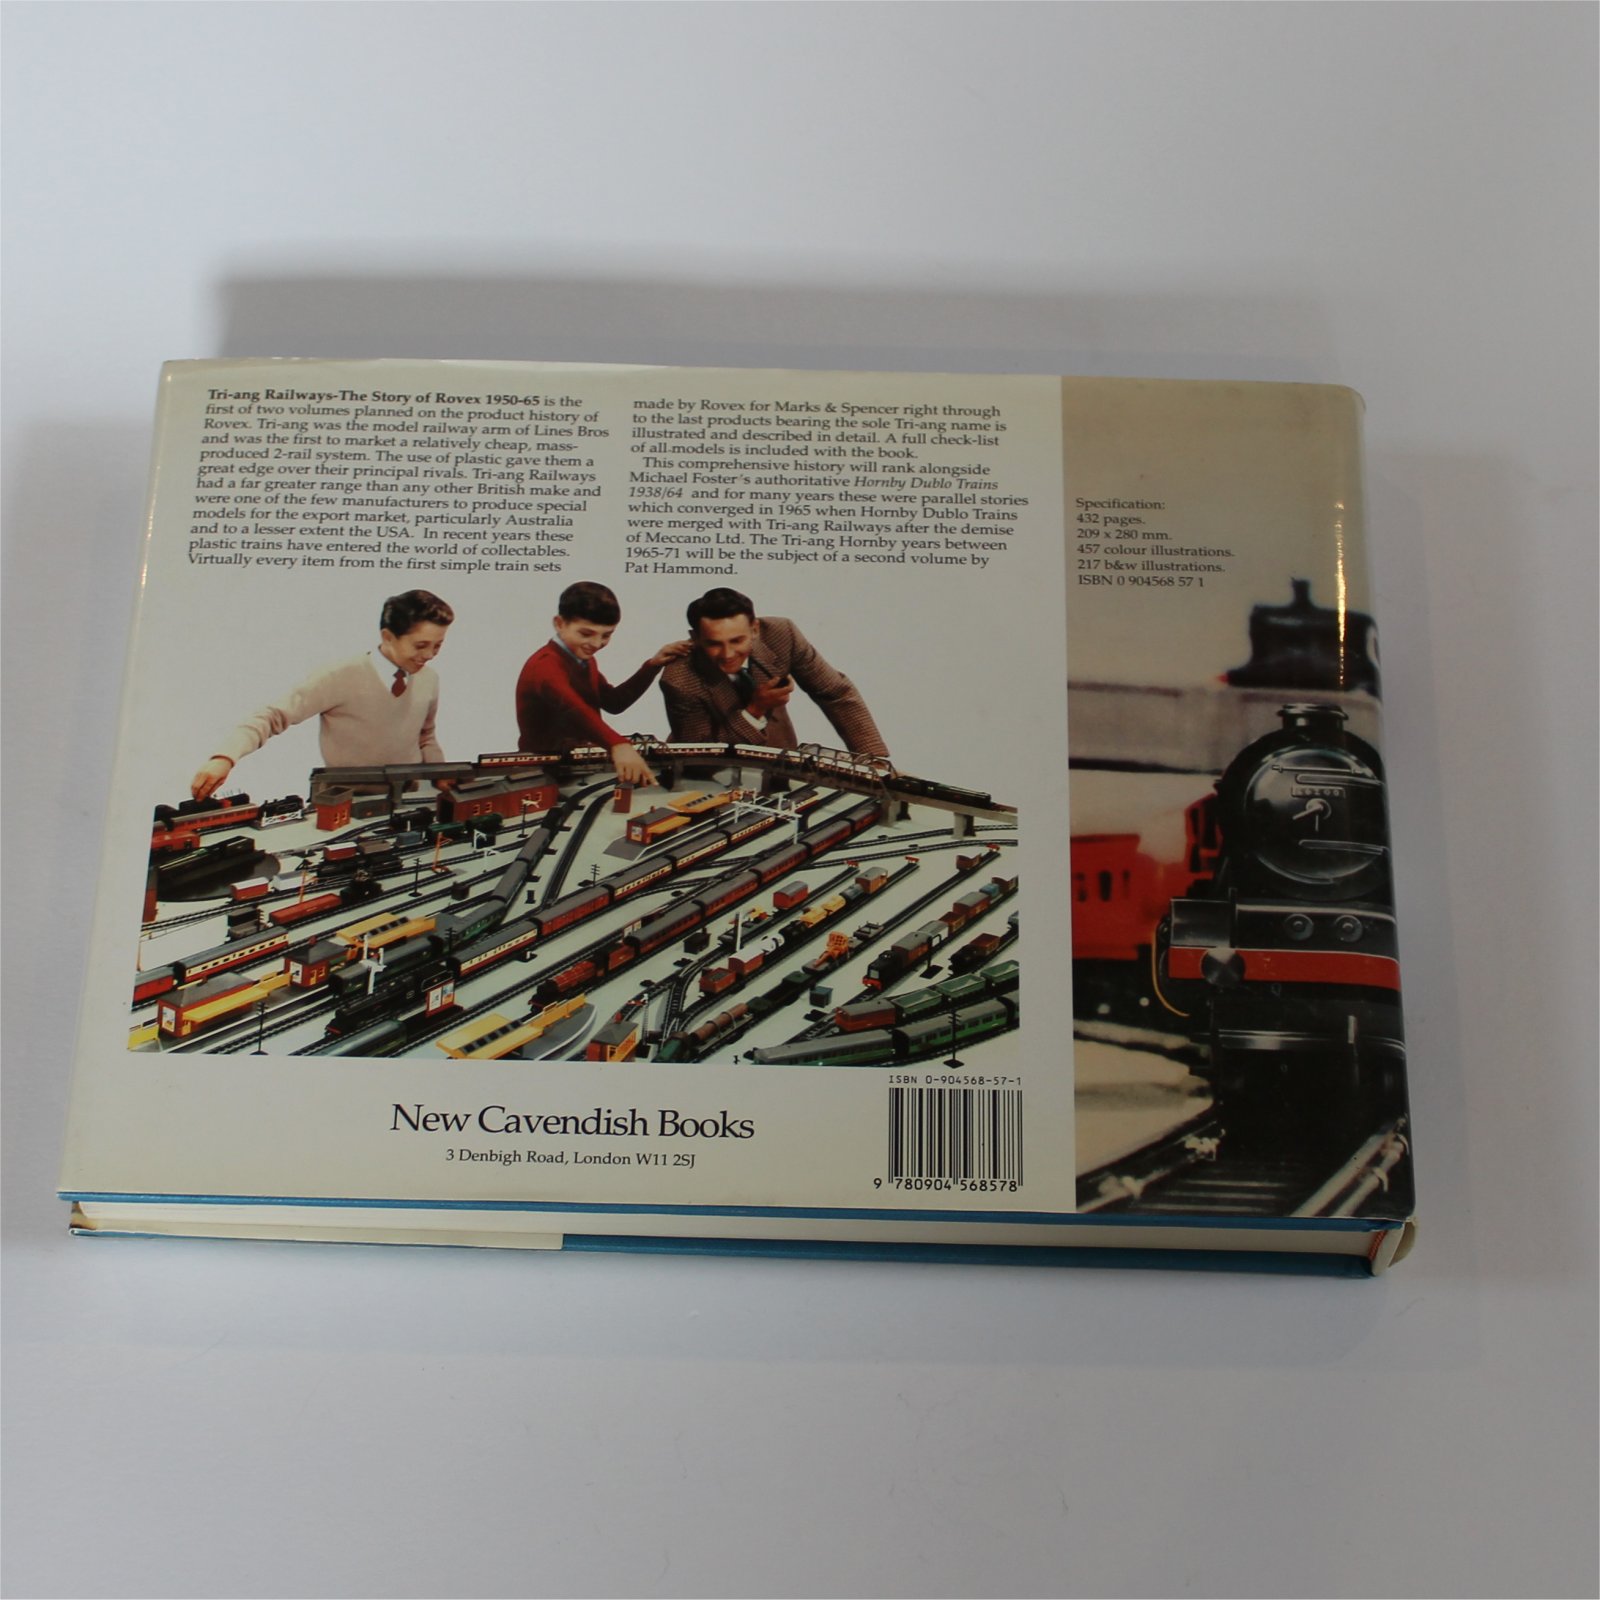 Tri-ang Railways-The Story of Rovex 1950-65 is the
first of two volumes planned on the product history of
Rovex. Tri-ang was the model railway arm of Lines Bros
and was the first to market a relatively cheap, mass-
produced 2-rail system. The use of plastic gave them a
great edge over their principal rivals. Tri-ang Railways
had a far greater range than any other British make and
were one of the few manufacturers to produce special
models for the export market, particularly Australia
and to a lesser extent the USA. In recent years these
plastic trains have entered the world of collectables.
Virtually every item from the first simple train sets
made by Rovex for Marks & Spencer right through
to the last products bearing the sole Tri-ang name is
illustrated and described in detail. A full check-list
of all models is included with the book.
This comprehensive history will rank alongside
Michael Foster's authoritative Hornby Dublo Trains
1938/64 and for many years these were parallel stories
which converged in 1965 when Hornby Dublo Trains
were merged with Tri-ang Railways after the demise
of Meccano Ltd. The Tri-ang Hornby years between
1965-71 will be the subject of a second volume by
Pat Hammond.
Specification:
432 pages.
209 x 280 mm.
457 colour illustrations.
217 b&w illustrations.
ISBN 0 904568 57 1
New Cavendish Books
3 Denbigh Road, London W11 2SJ
ISBN 0-904568-57-1
9 780904 568578